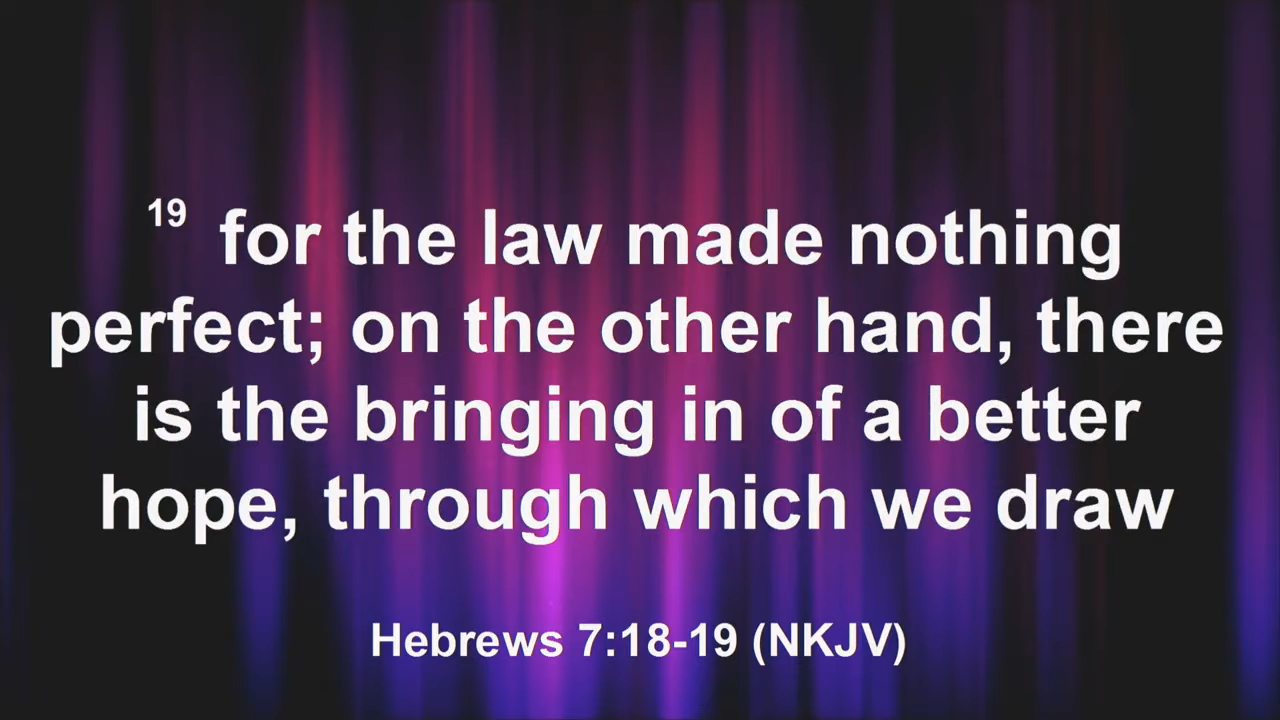 19 for the law made nothing
perfect; on the other hand, there
is the bringing in of a better
hope, through which we draw
Hebrews 7:18-19 (NKJV)